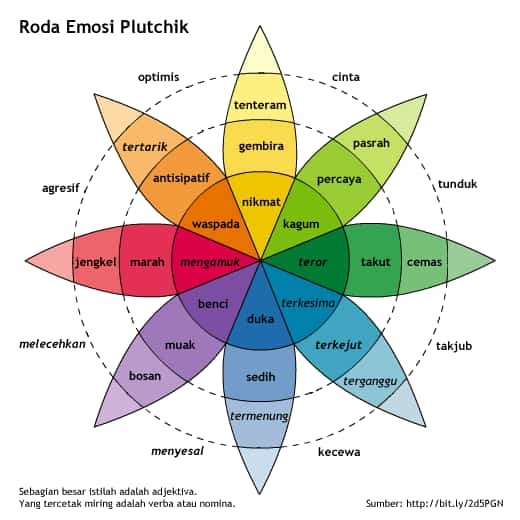 Roda Emosi Plutchik
optimis
cinta
tenteram
tertarik
gembira
pasrah
antisipatif
percaya
agresif
tunduk
nikmat
waspada
kagum
jengkel
marah
mengamuk
teror
takut
cemas
benci
terkesima
duka
melecehkan
muak
terkejut
takjub
bosan
sedih
terganggu
termenung
menyesal
kecewa
Sebagian besar istilah adalah adjektiva.
Yang tercetak miring adalah verba atau nomina.
Sumber: http://bit.ly/2d5PGN